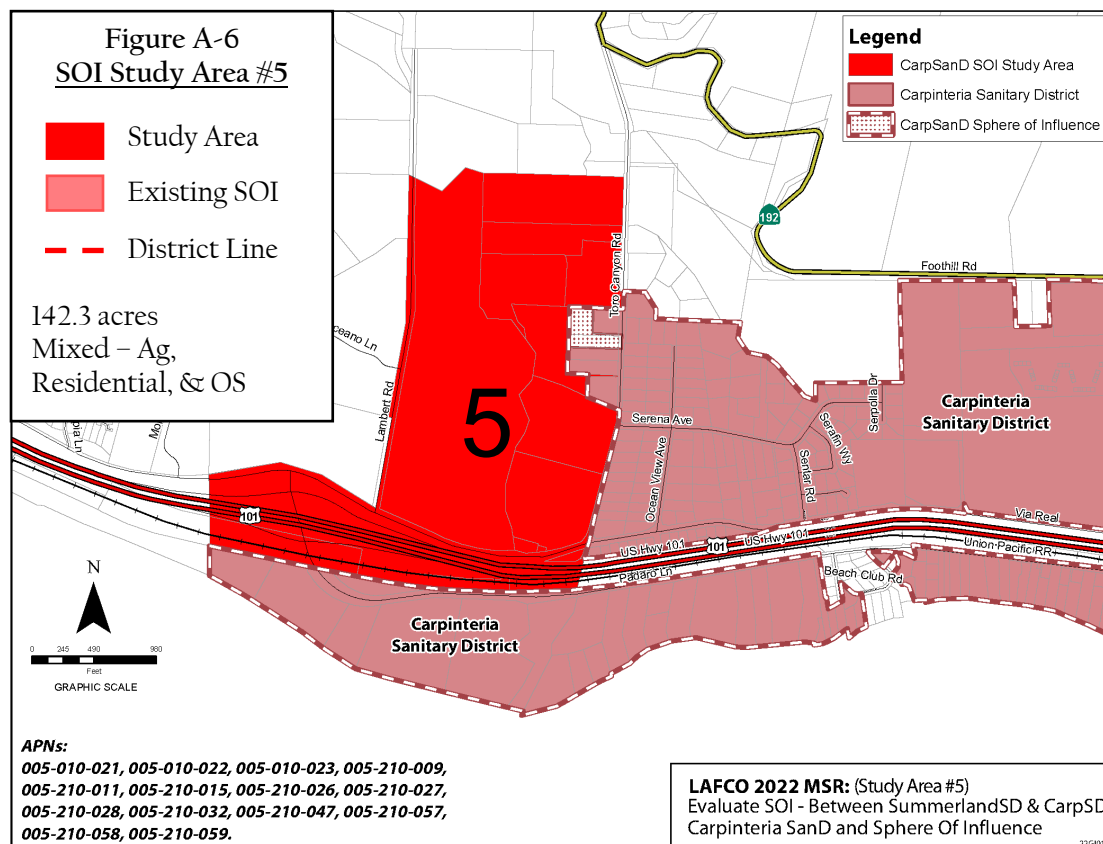 Figure A-6
SOI Study Area #5
Study Area
Existing SOI
District Line
142.3 acres
Mixed – Ag,
Residential, & OS
Legend
CarpSanD SOI Study Area
Carpinteria Sanitary District
CarpSanD Sphere of Influence
192
Foothill Rd
Toro Canyon Rd
ceano Ln
Lambert Rd
5
Serena Ave
Ocean View Ave
Serafin Wy
Sentar Rd
Serpolla Dr
Carpinteria
Sanitary District
101
US Hwy 101
101
US Hwy 101
Via Real
Union Pacific RR
Padaro Ln
Beach Club Rd
Carpinteria
Sanitary District
N
0 245 490 980
Feet
GRAPHIC SCALE
APNs:
005-010-021, 005-010-022, 005-010-023, 005-210-009,
005-210-011, 005-210-015, 005-210-026, 005-210-027,
005-210-028, 005-210-032, 005-210-047, 005-210-057,
005-210-058, 005-210-059.
LAFCO 2022 MSR: (Study Area #5)
Evaluate SOI - Between SummerlandSD & CarpSD
Carpinteria SanD and Sphere Of Influence